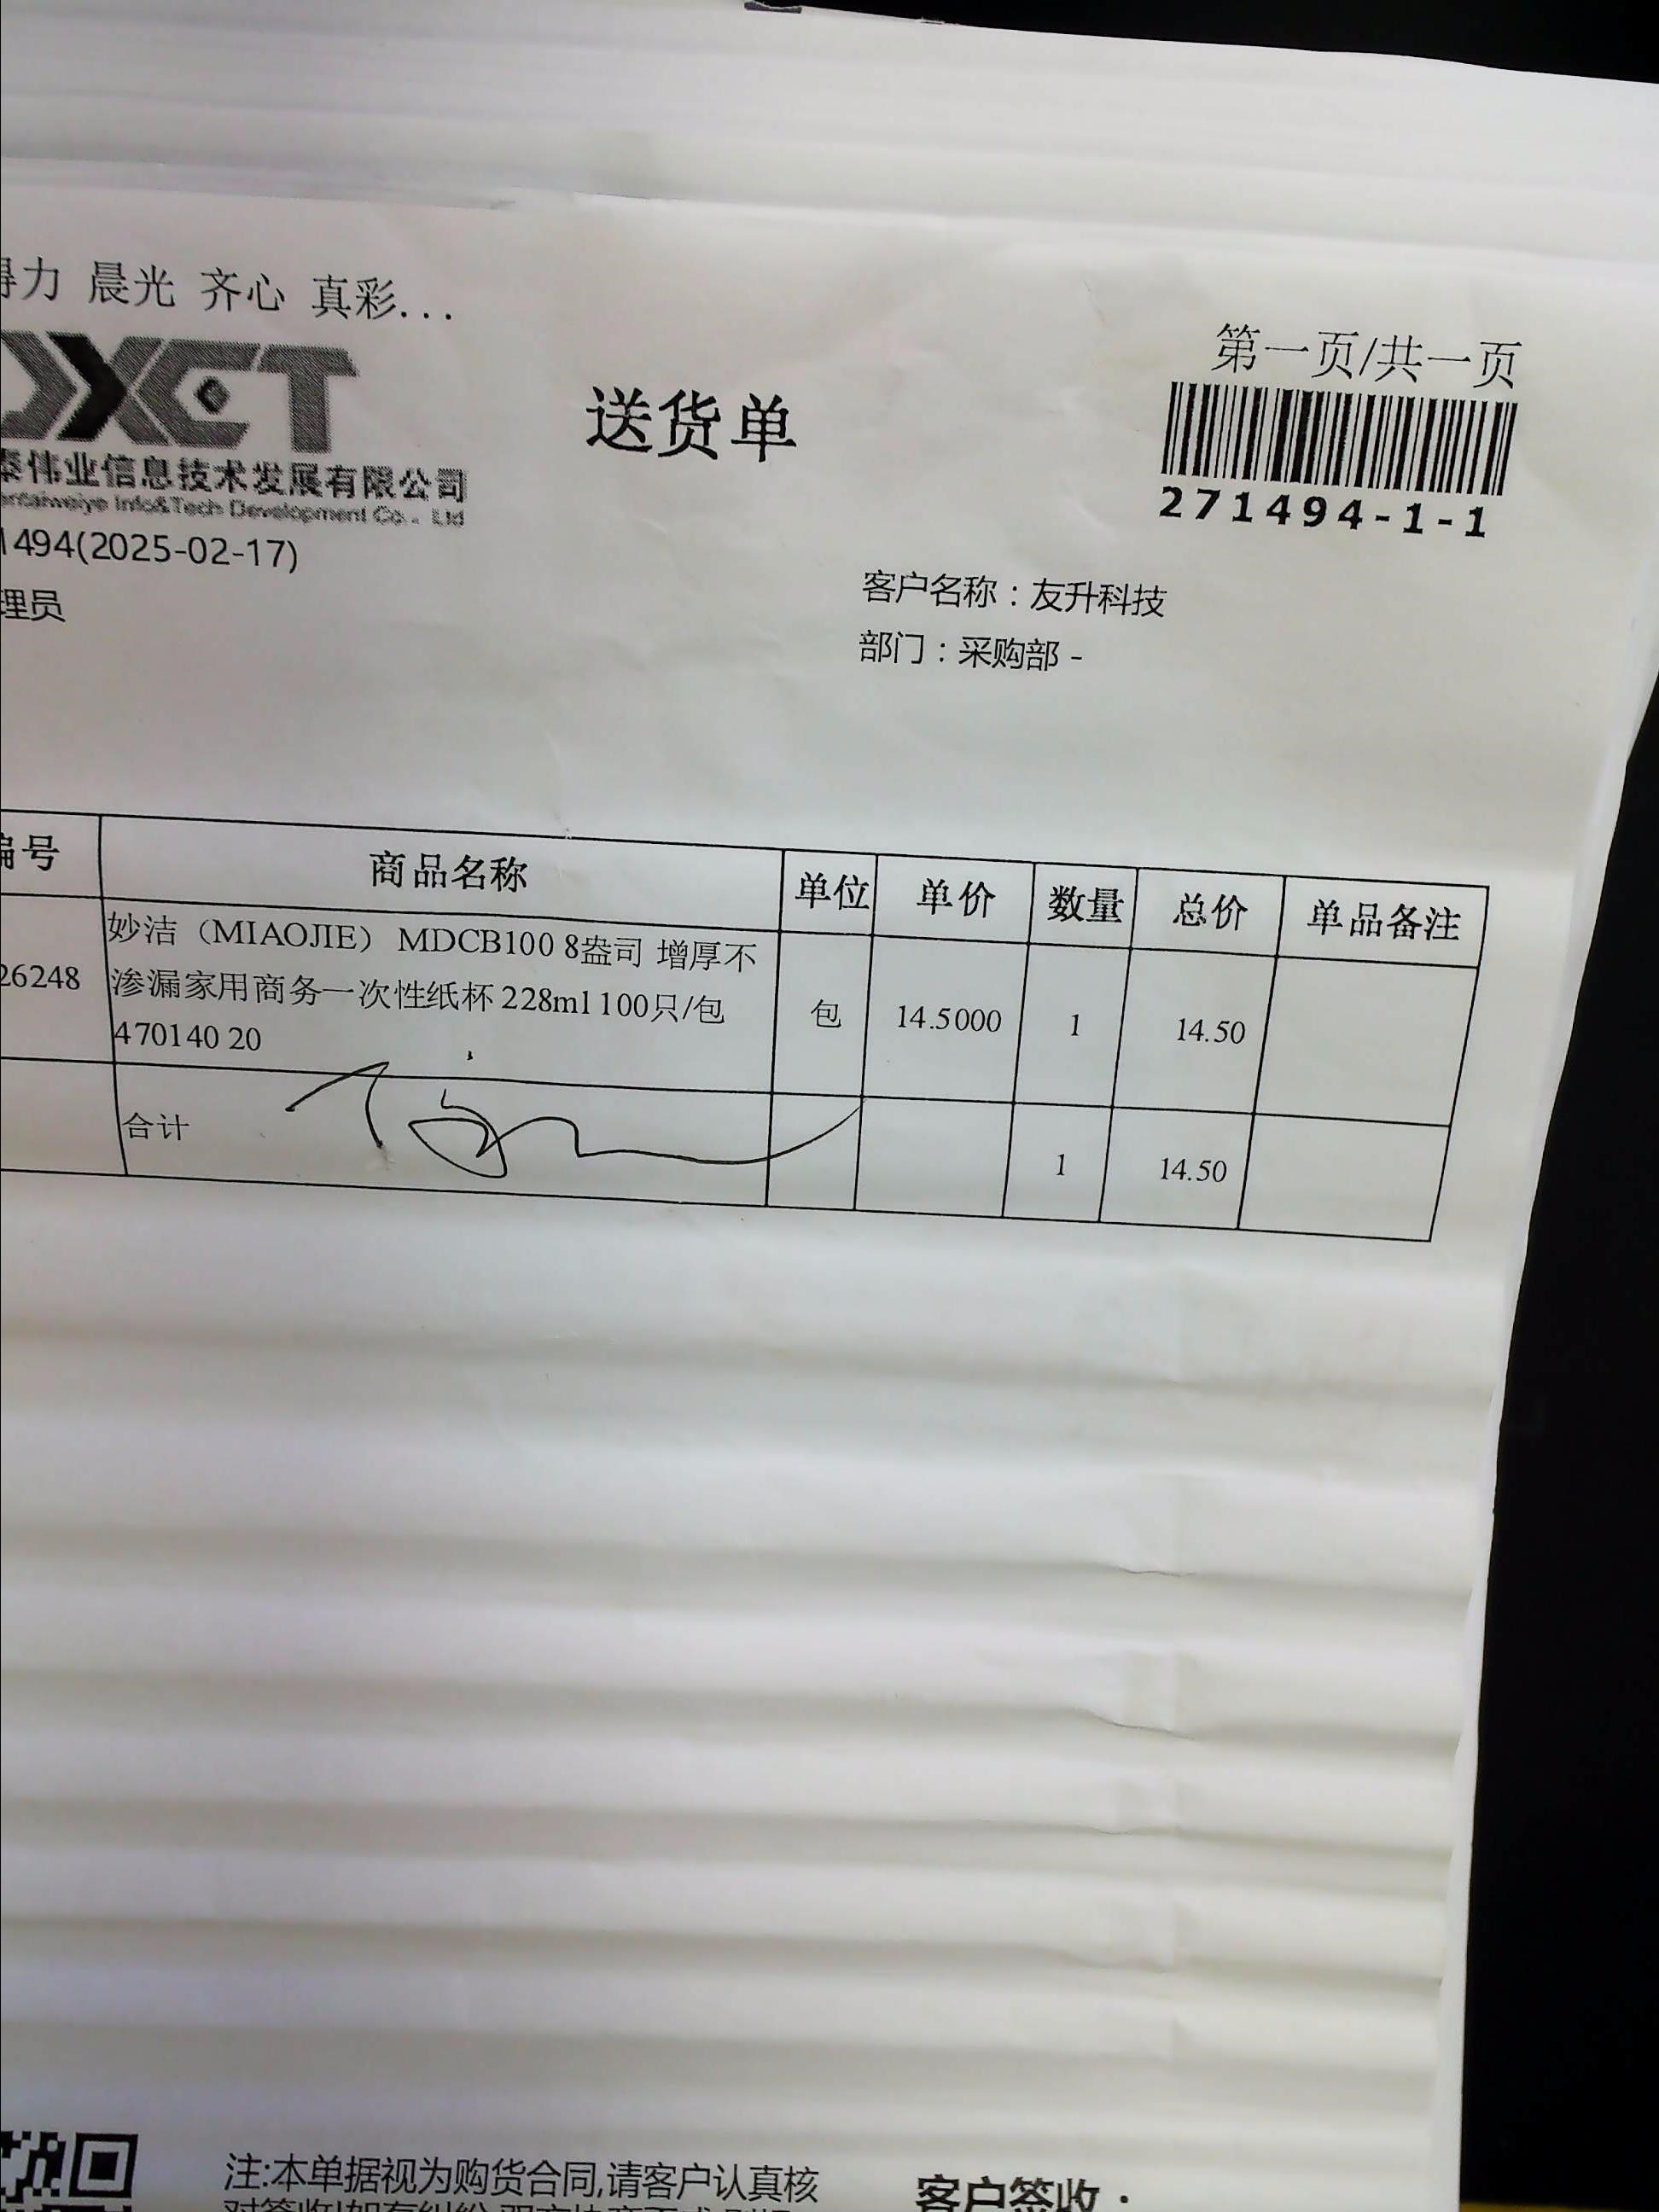 得力 晨光 齐心 真彩...
第一页/共一页
送货单
泰伟业信息技术发展有限公司
entaiweiye Info&Tech Development Co., Ltd
271494-1-1
1494(2025-02-17)
理员
客户名称：友升科技
部门：采购部 -
编号 商品名称 单位 单价 数量 总价 单品备注
26248 妙洁（MIAOJIE） MDCB100 8盎司 增厚不
渗漏家用商务一次性纸杯 228ml 100只/包
470140 20
包 14.5000 1 14.50
合计 1 14.50
注:本单据视为购货合同,请客户认真核
客户签收：